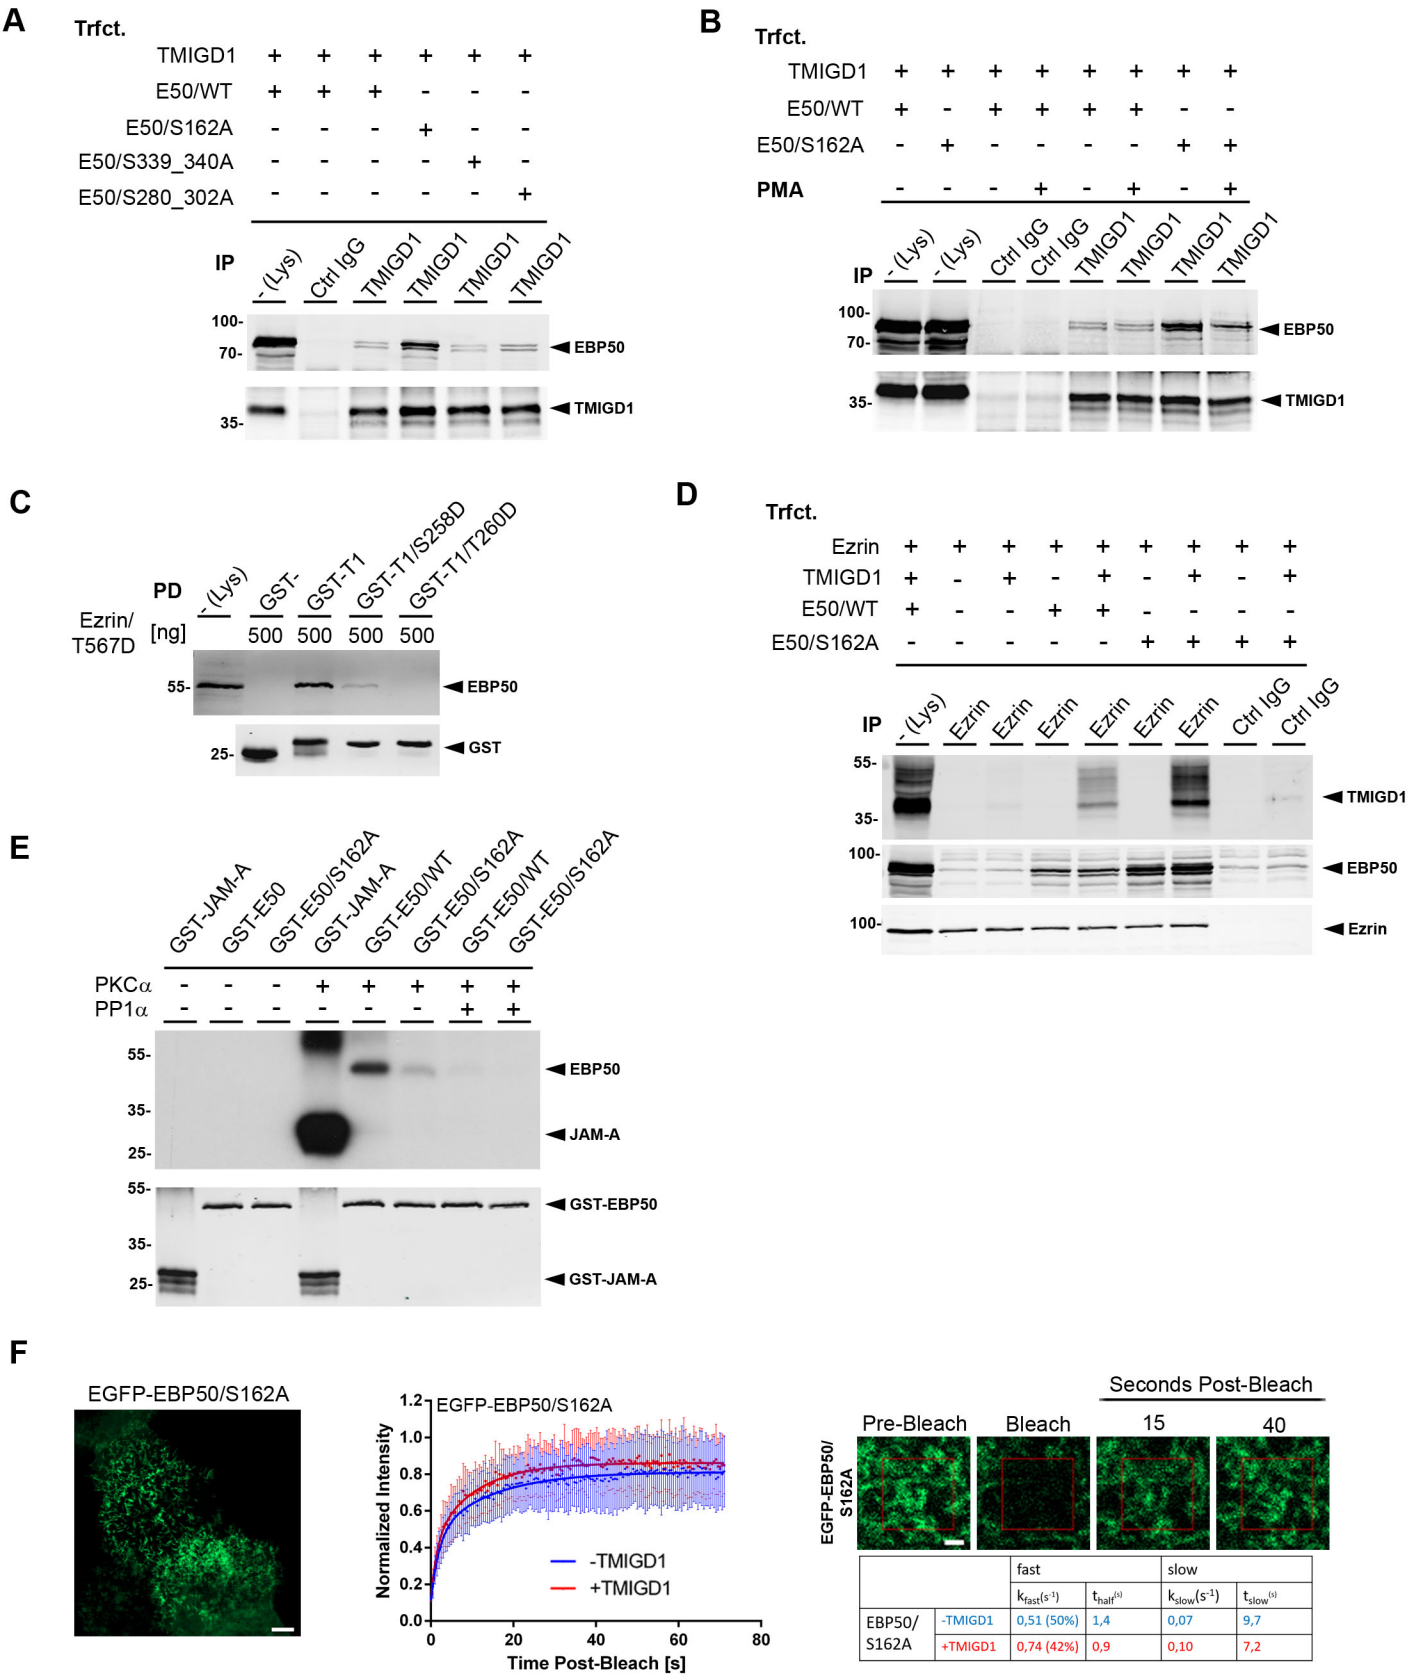 A
Trfct.
TMIGD1 + + + + + +
E50/WT + + + - - -
E50/S162A - - - + - -
E50/S339_340A - - - - + -
E50/S280_302A - - - - - +
IP - (Lys) Ctrl IgG TMIGD1 TMIGD1 TMIGD1 TMIGD1
100-
70-
EBP50
TMIGD1
35-
B
Trfct.
TMIGD1 + + + + + + + +
E50/WT + - + + + + - -
E50/S162A - + - - - - + +
PMA - - - + - + - +
IP - (Lys) - (Lys) Ctrl IgG Ctrl IgG TMIGD1 TMIGD1 TMIGD1 TMIGD1
100-
70-
EBP50
35-
TMIGD1
C
PD - (Lys) GST- GST-T1 GST-T1/S258D GST-T1/T260D
Ezrin/
T567D [ng] 500 500 500 500
55-
EBP50
25-
GST
D
Trfct.
Ezrin + + + + + + + + +
TMIGD1 + - + - + - + - +
E50/WT + - - + + - - - -
E50/S162A - - - - - + + + +
IP - (Lys) Ezrin Ezrin Ezrin Ezrin Ezrin Ezrin Ctrl IgG Ctrl IgG
55-
TMIGD1
35-
100-
EBP50
100-
Ezrin
E
GST-JAM-A GST-E50 GST-E50/S162A GST-JAM-A GST-E50/WT GST-E50/S162A GST-E50/WT GST-E50/S162A
PKCα - - - + + + + +
PP1α - - - - - - + +
55-
EBP50
35-
JAM-A
25-
55-
GST-EBP50
35-
25-
GST-JAM-A
F
EGFP-EBP50/S162A
EGFP-EBP50/S162A
Normalized Intensity
1.2
1.0
0.8
0.6
0.4
0.2
0.0
-TMIGD1
+TMIGD1
0 20 40 60 80
Time Post-Bleach [s]
Seconds Post-Bleach
Pre-Bleach Bleach 15 40
EGFP-EBP50/
S162A
fast slow
kfast(s-1) thalf(s) kslow(s-1) tslow(s)
EBP50/
S162A
-TMIGD1 0,51 (50%) 1,4 0,07 9,7
+TMIGD1 0,74 (42%) 0,9 0,10 7,2